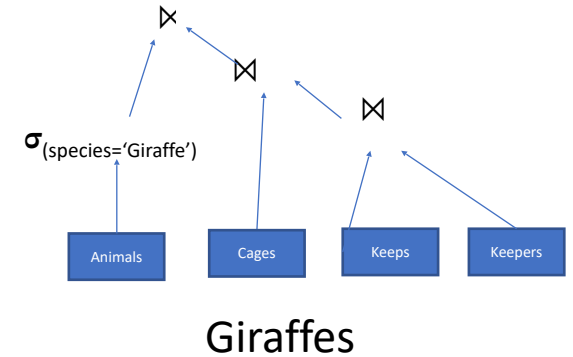 ⋈
⋈
⋈
σ(species='Giraffe')
Animals
Cages
Keeps
Keepers
Giraffes